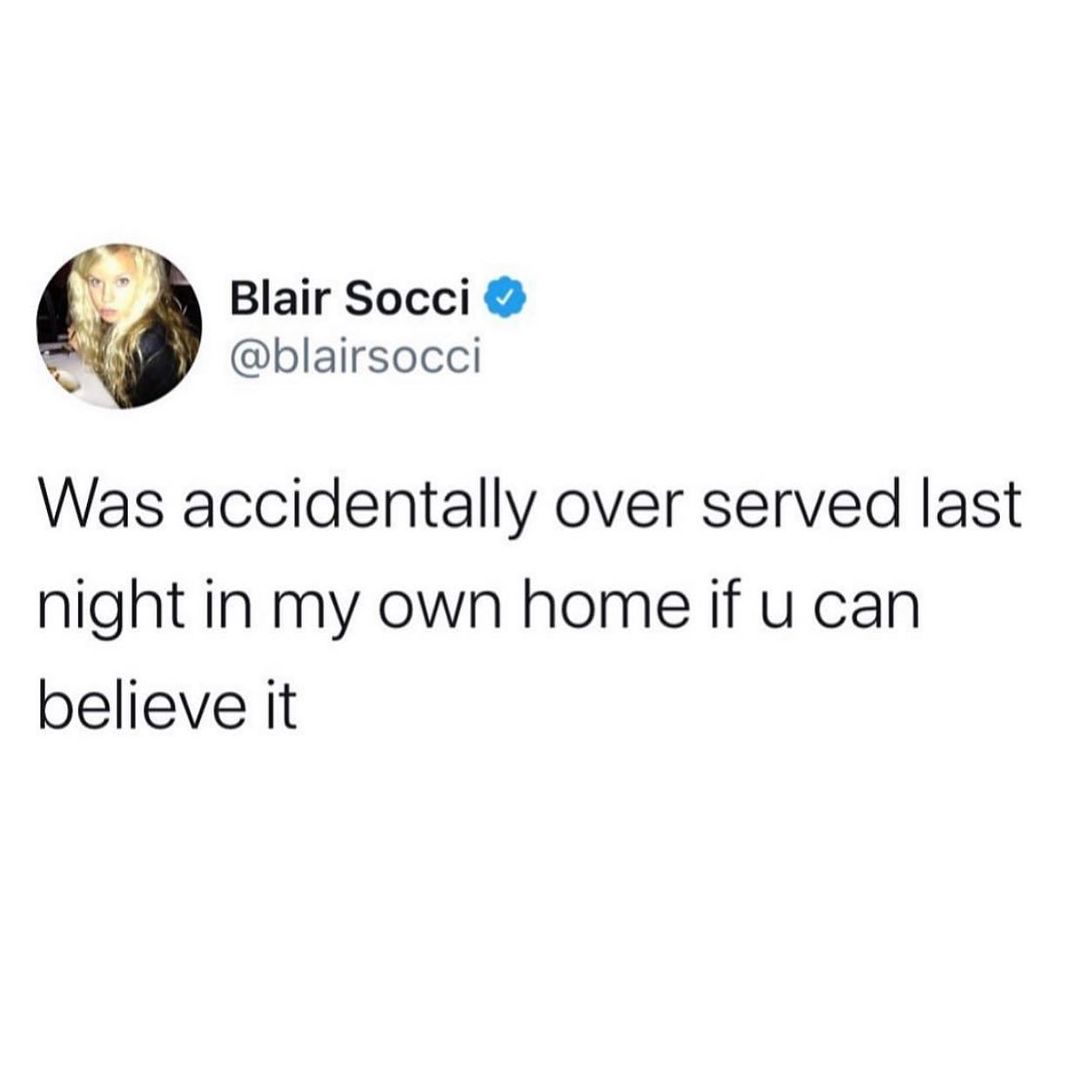 Blair Socci
@blairsocci
Was accidentally over served last
night in my own home if u can
believe it